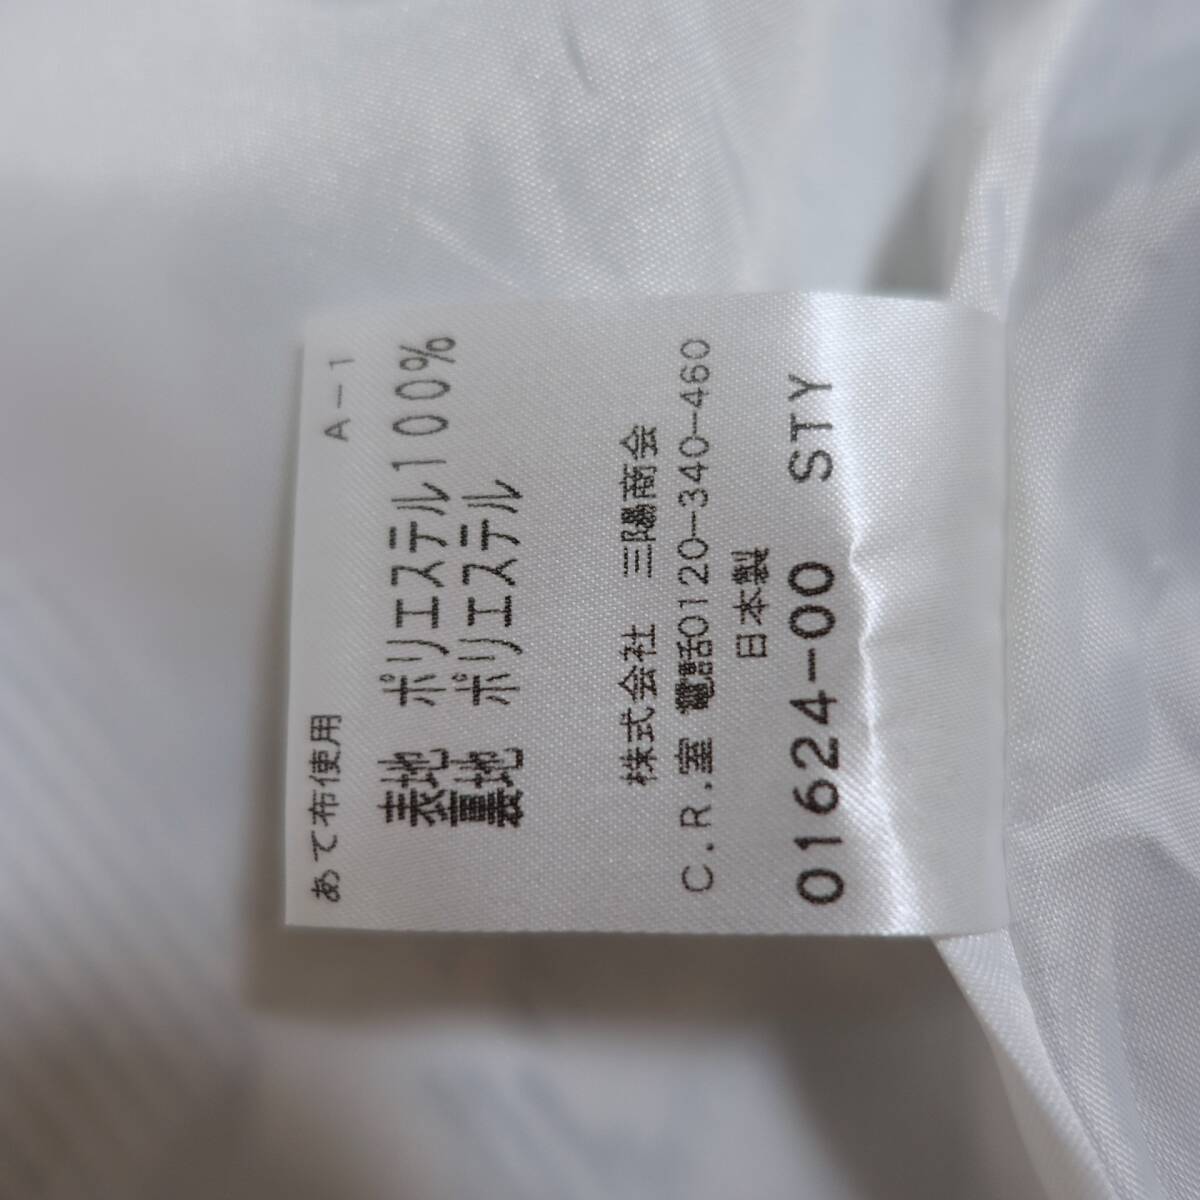 あて布使用 A-1
表地 ポリエステル100%
裏地 ポリエステル
株式会社 三陽商会
C.R.室 電話0120-340-460
日本製
01624-00 STY